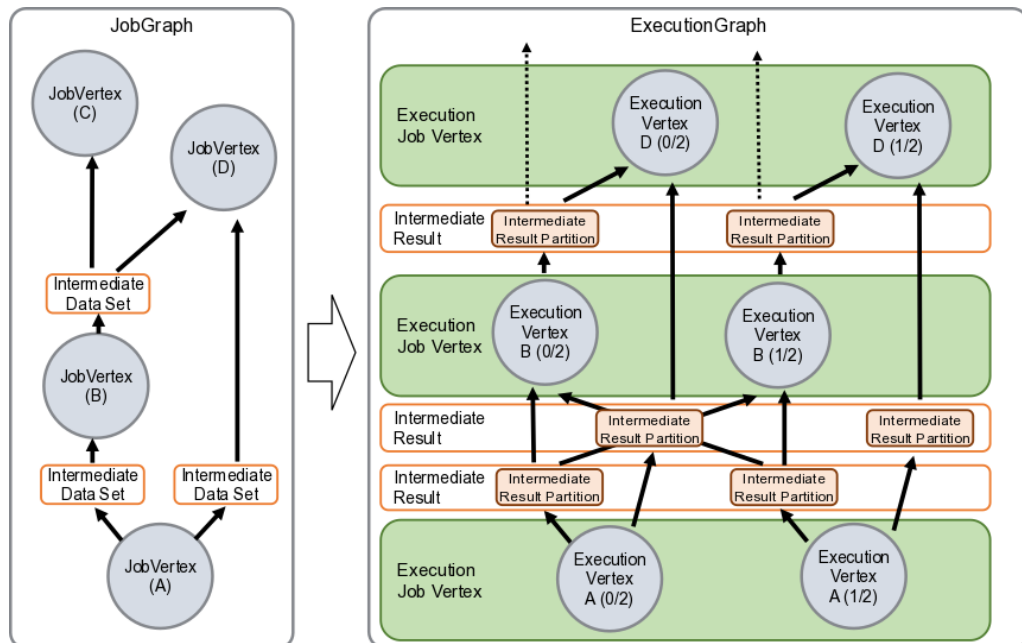 JobGraph
JobVertex
(C)
JobVertex
(D)
Intermediate
Data Set
JobVertex
(B)
Intermediate
Data Set
Intermediate
Data Set
JobVertex
(A)
ExecutionGraph
Execution
Job Vertex
Execution
Vertex
D (0/2)
Execution
Vertex
D (1/2)
Intermediate
Result
Intermediate
Result Partition
Intermediate
Result Partition
Execution
Job Vertex
Execution
Vertex
B (0/2)
Execution
Vertex
B (1/2)
Intermediate
Result
Intermediate
Result Partition
Intermediate
Result Partition
Intermediate
Result
Intermediate
Result Partition
Intermediate
Result Partition
Execution
Job Vertex
Execution
Vertex
A (0/2)
Execution
Vertex
A (1/2)